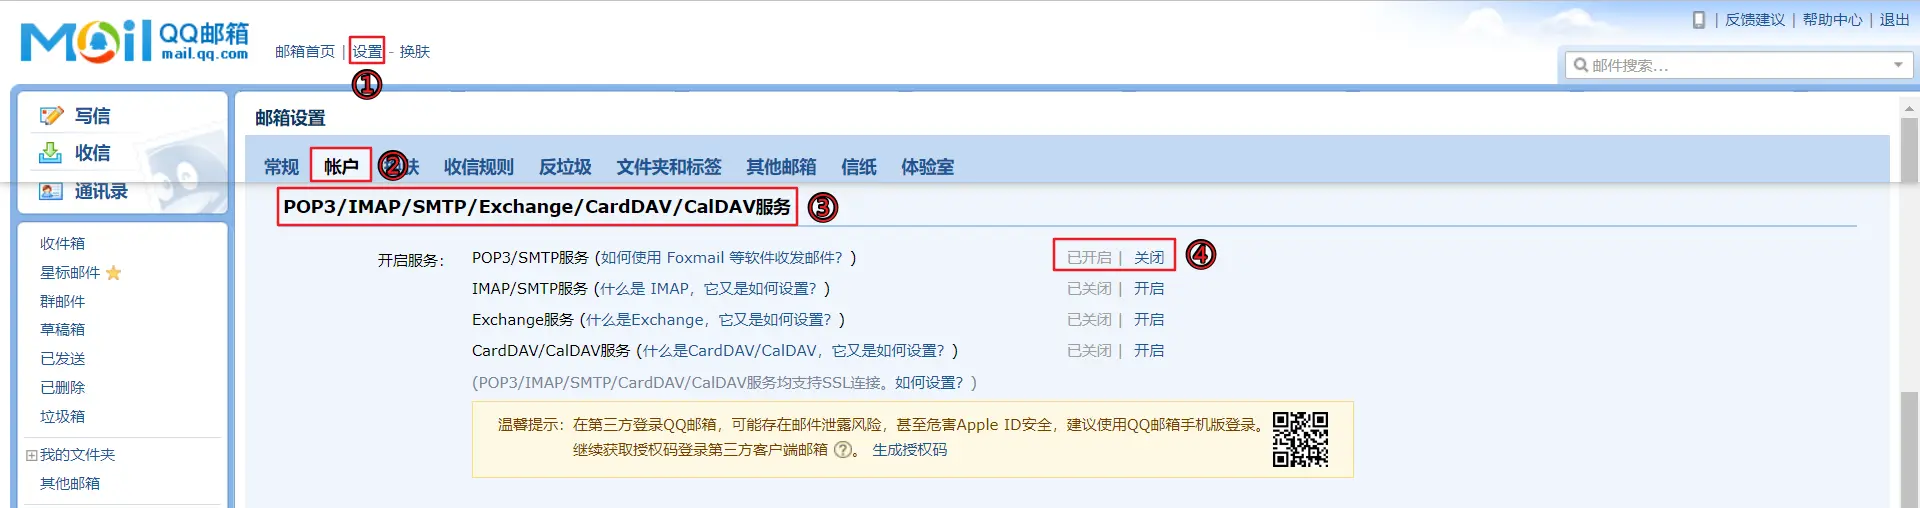 反馈建议 | 帮助中心 | 退出
Mail QQ邮箱
mail.qq.com
邮箱首页 | 设置 - 换肤
①
邮件搜索...
写信
收信
通讯录
收件箱
星标邮件
群邮件
草稿箱
已发送
已删除
垃圾箱
我的文件夹
其他邮箱
邮箱设置
常规 帐户 ② 肤 收信规则 反垃圾 文件夹和标签 其他邮箱 信纸 体验室
POP3/IMAP/SMTP/Exchange/CardDAV/CalDAV服务 ③
开启服务： POP3/SMTP服务 (如何使用 Foxmail 等软件收发邮件？) 已开启 | 关闭 ④
IMAP/SMTP服务 (什么是 IMAP，它又是如何设置？) 已关闭 | 开启
Exchange服务 (什么是Exchange，它又是如何设置？) 已关闭 | 开启
CardDAV/CalDAV服务 (什么是CardDAV/CalDAV，它又是如何设置？) 已关闭 | 开启
(POP3/IMAP/SMTP/CardDAV/CalDAV服务均支持SSL连接。如何设置？)
温馨提示：在第三方登录QQ邮箱，可能存在邮件泄露风险，甚至危害Apple ID安全，建议使用QQ邮箱手机版登录。
继续获取授权码登录第三方客户端邮箱 ? 。 生成授权码